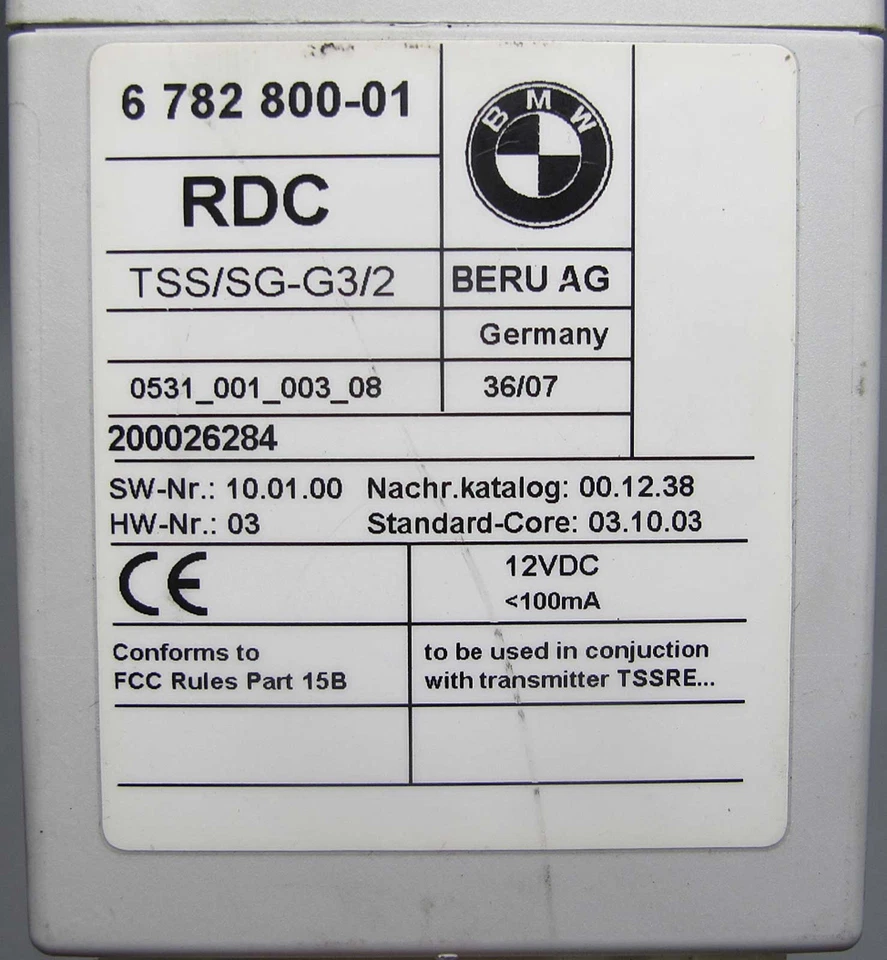 6 782 800-01
BMW
RDC
TSS/SG-G3/2
BERU AG
Germany
0531_001_003_08
36/07
200026284
SW-Nr.: 10.01.00 Nachr.katalog: 00.12.38
HW-Nr.: 03 Standard-Core: 03.10.03
CE
12VDC
<100mA
Conforms to
FCC Rules Part 15B
to be used in conjuction
with transmitter TSSRE...